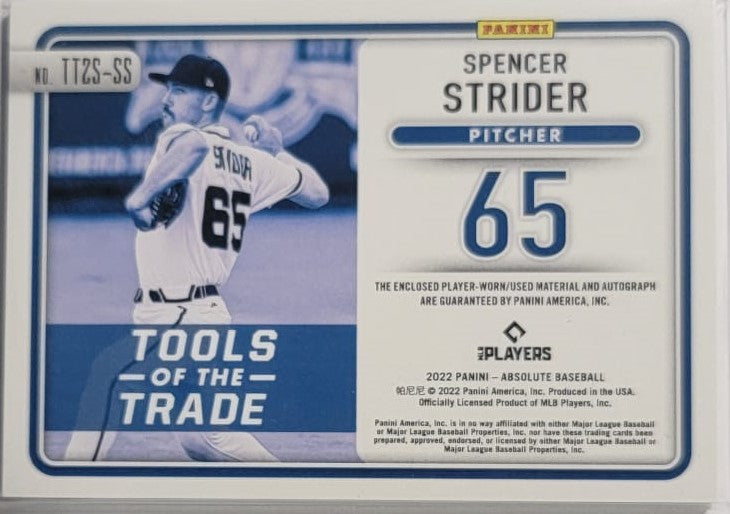 PANINI
NO. TT2S-SS
SPENCER
STRIDER
PITCHER
65
STRIDER
65
THE ENCLOSED PLAYER-WORN/USED MATERIAL AND AUTOGRAPH
ARE GUARANTEED BY PANINI AMERICA, INC.
MLB PLAYERS
2022 PANINI – ABSOLUTE BASEBALL
帕尼尼 © 2022 Panini America, Inc. Produced in the USA.
Officially Licensed Product of MLB Players, Inc.
Panini America, Inc. is in no way affiliated with either Major League Baseball
or Major League Baseball Properties, Inc. nor have these trading cards been
prepared, approved, endorsed, or licensed by either Major League Baseball or
Major League Baseball Properties, Inc.
TOOLS
— OF THE —
TRADE